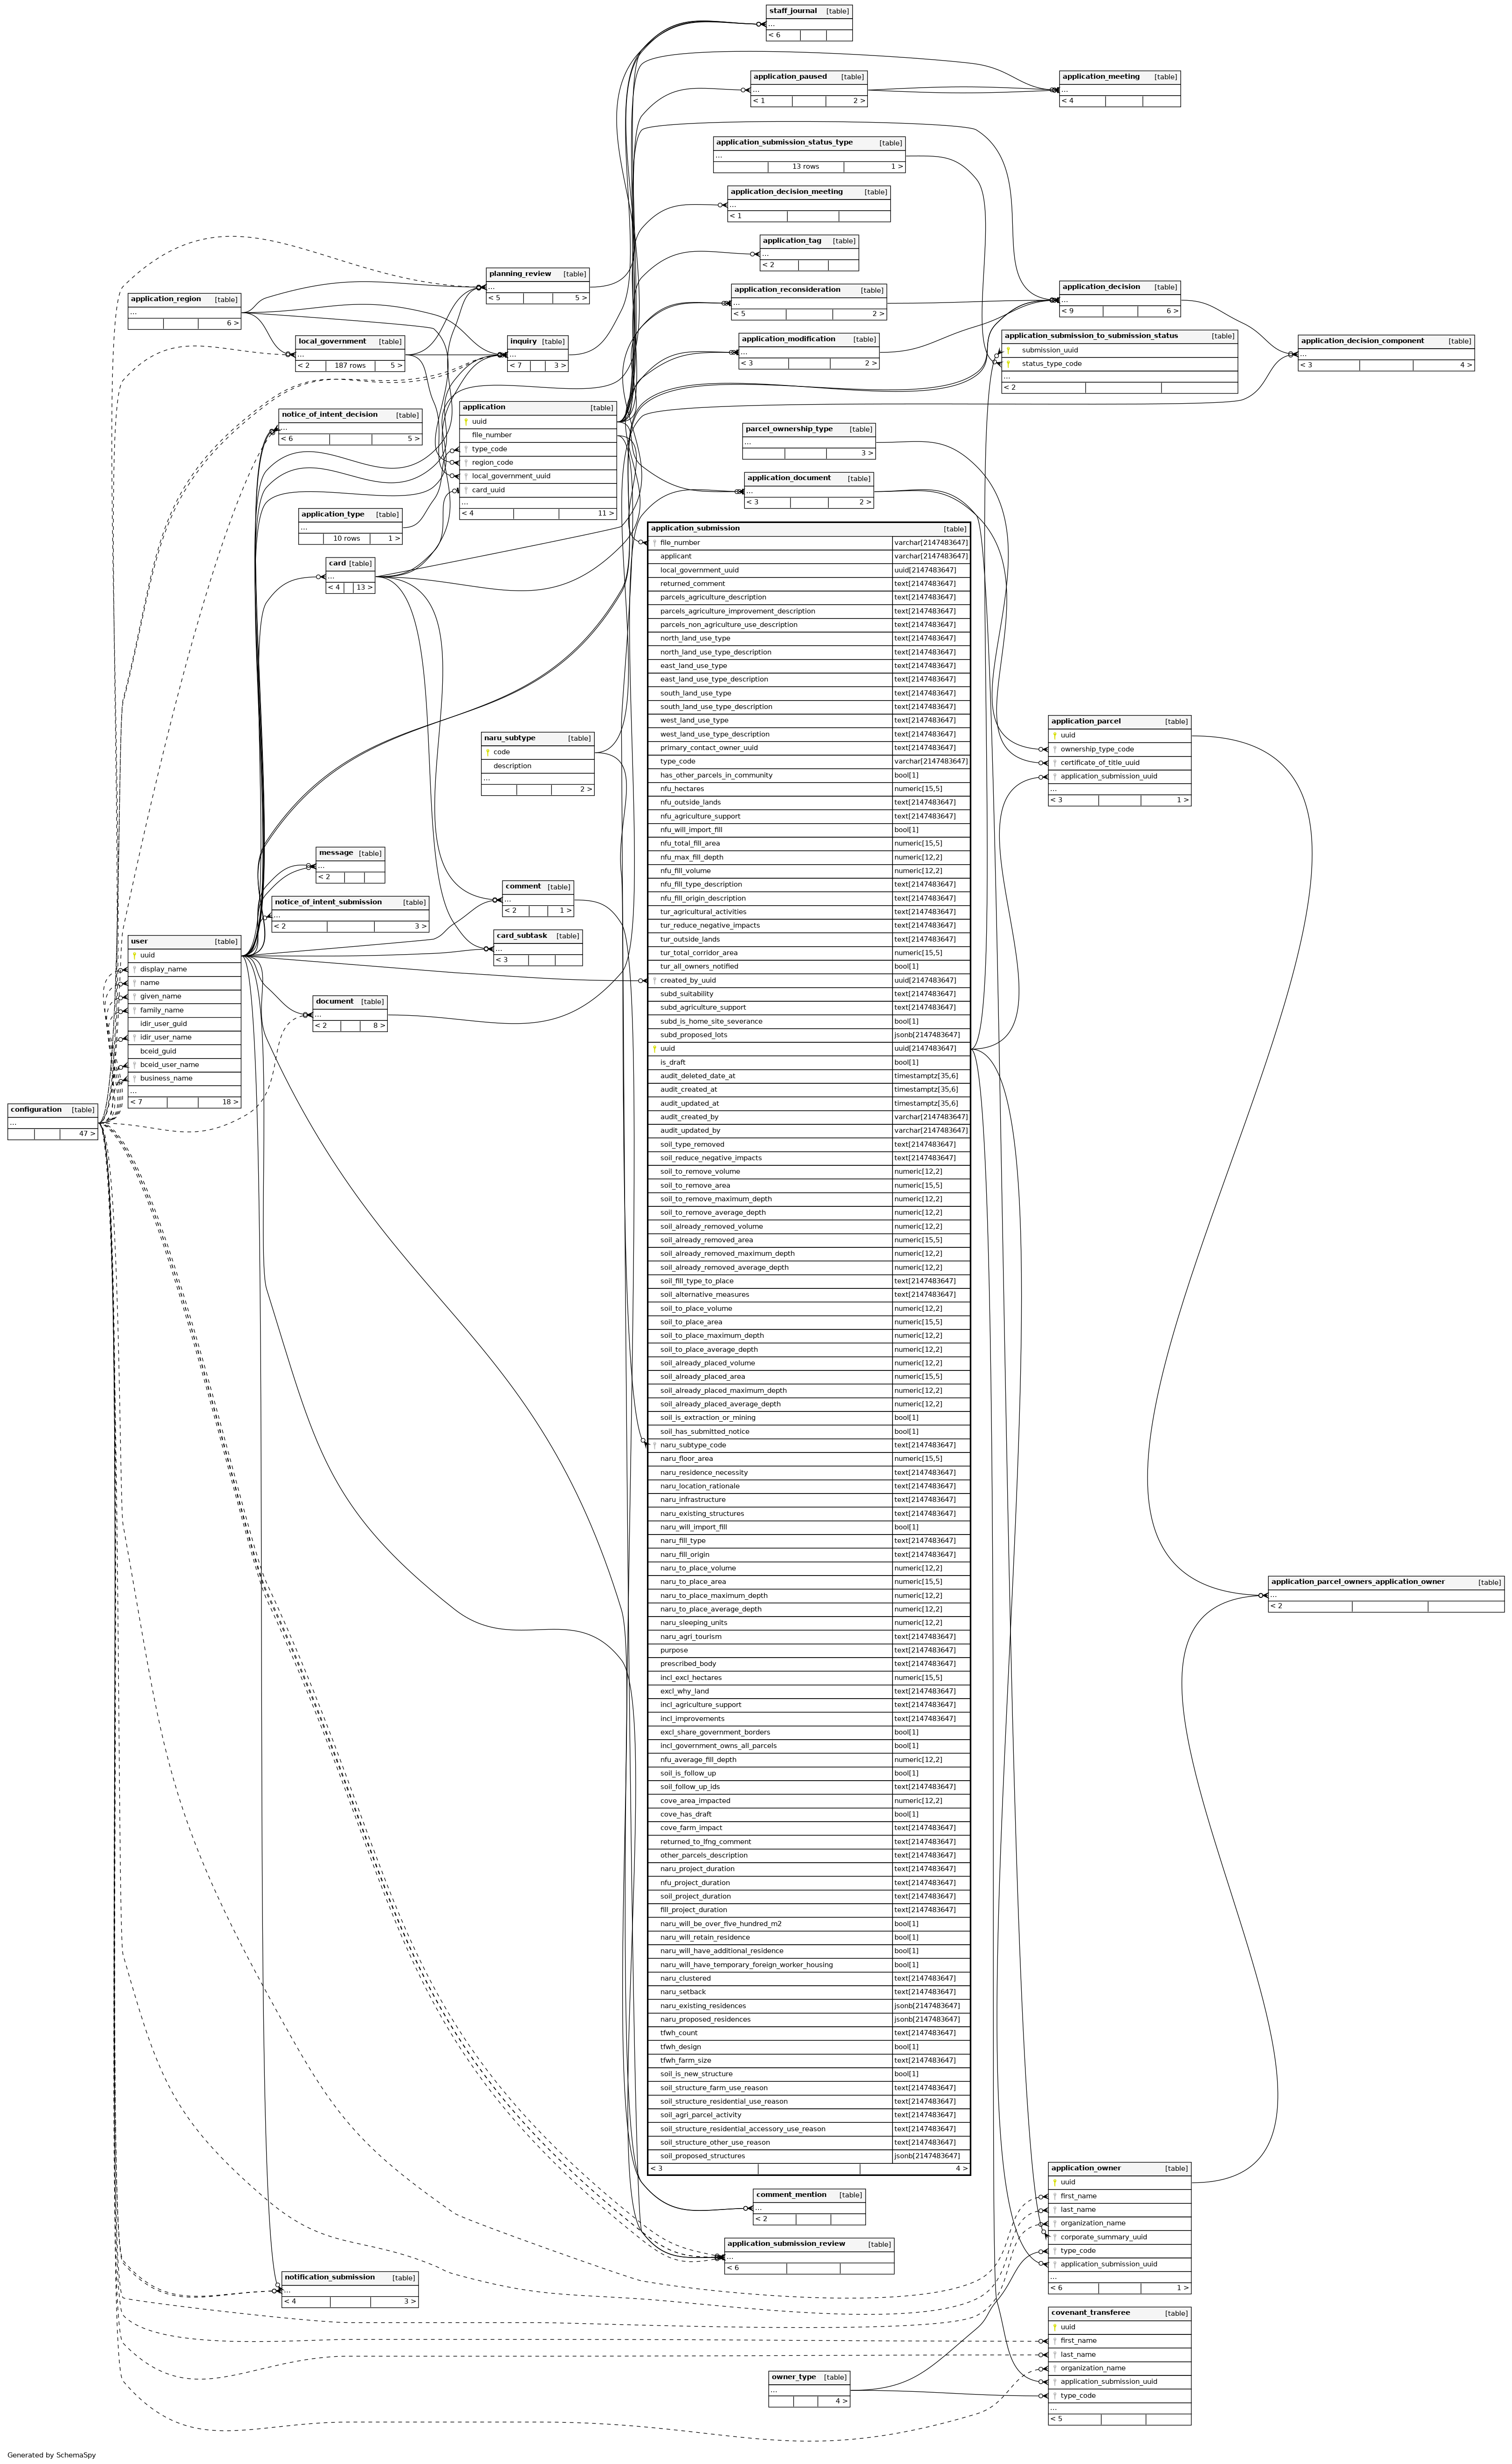 staff_journal [table]
...
< 6
application_paused [table]
...
< 1 2 >
application_meeting [table]
...
< 4
application_submission_status_type [table]
...
13 rows 1 >
application_decision_meeting [table]
...
< 1
application_tag [table]
...
< 2
planning_review [table]
...
< 5 5 >
application_region [table]
...
6 >
application_reconsideration [table]
...
< 5 2 >
application_decision [table]
...
< 9 6 >
local_government [table]
...
< 2 187 rows 5 >
inquiry [table]
...
< 7 3 >
application_modification [table]
...
< 3 2 >
application_submission_to_submission_status [table]
submission_uuid
status_type_code
...
< 2
application_decision_component [table]
...
< 3 4 >
notice_of_intent_decision [table]
...
< 6 5 >
application [table]
uuid
file_number
type_code
region_code
local_government_uuid
card_uuid
...
< 4 11 >
parcel_ownership_type [table]
...
3 >
application_document [table]
...
< 3 2 >
application_type [table]
...
10 rows 1 >
card [table]
...
< 4 13 >
application_submission [table]
file_number varchar[2147483647]
applicant varchar[2147483647]
local_government_uuid uuid[2147483647]
returned_comment text[2147483647]
parcels_agriculture_description text[2147483647]
parcels_agriculture_improvement_description text[2147483647]
parcels_non_agriculture_use_description text[2147483647]
north_land_use_type text[2147483647]
north_land_use_type_description text[2147483647]
east_land_use_type text[2147483647]
east_land_use_type_description text[2147483647]
south_land_use_type text[2147483647]
south_land_use_type_description text[2147483647]
west_land_use_type text[2147483647]
west_land_use_type_description text[2147483647]
primary_contact_owner_uuid text[2147483647]
type_code varchar[2147483647]
has_other_parcels_in_community bool[1]
nfu_hectares numeric[15,5]
nfu_outside_lands text[2147483647]
nfu_agriculture_support text[2147483647]
nfu_will_import_fill bool[1]
nfu_total_fill_area numeric[15,5]
nfu_max_fill_depth numeric[12,2]
nfu_fill_volume numeric[12,2]
nfu_fill_type_description text[2147483647]
nfu_fill_origin_description text[2147483647]
tur_agricultural_activities text[2147483647]
tur_reduce_negative_impacts text[2147483647]
tur_outside_lands text[2147483647]
tur_total_corridor_area numeric[15,5]
tur_all_owners_notified bool[1]
created_by_uuid uuid[2147483647]
subd_suitability text[2147483647]
subd_agriculture_support text[2147483647]
subd_is_home_site_severance bool[1]
subd_proposed_lots jsonb[2147483647]
uuid uuid[2147483647]
is_draft bool[1]
audit_deleted_date_at timestamptz[35,6]
audit_created_at timestamptz[35,6]
audit_updated_at timestamptz[35,6]
audit_created_by varchar[2147483647]
audit_updated_by varchar[2147483647]
soil_type_removed text[2147483647]
soil_reduce_negative_impacts text[2147483647]
soil_to_remove_volume numeric[12,2]
soil_to_remove_area numeric[15,5]
soil_to_remove_maximum_depth numeric[12,2]
soil_to_remove_average_depth numeric[12,2]
soil_already_removed_volume numeric[12,2]
soil_already_removed_area numeric[15,5]
soil_already_removed_maximum_depth numeric[12,2]
soil_already_removed_average_depth numeric[12,2]
soil_fill_type_to_place text[2147483647]
soil_alternative_measures text[2147483647]
soil_to_place_volume numeric[12,2]
soil_to_place_area numeric[15,5]
soil_to_place_maximum_depth numeric[12,2]
soil_to_place_average_depth numeric[12,2]
soil_already_placed_volume numeric[12,2]
soil_already_placed_area numeric[15,5]
soil_already_placed_maximum_depth numeric[12,2]
soil_already_placed_average_depth numeric[12,2]
soil_is_extraction_or_mining bool[1]
soil_has_submitted_notice bool[1]
naru_subtype_code text[2147483647]
naru_floor_area numeric[15,5]
naru_residence_necessity text[2147483647]
naru_location_rationale text[2147483647]
naru_infrastructure text[2147483647]
naru_existing_structures text[2147483647]
naru_will_import_fill bool[1]
naru_fill_type text[2147483647]
naru_fill_origin text[2147483647]
naru_to_place_volume numeric[12,2]
naru_to_place_area numeric[15,5]
naru_to_place_maximum_depth numeric[12,2]
naru_to_place_average_depth numeric[12,2]
naru_sleeping_units numeric[12,2]
naru_agri_tourism text[2147483647]
purpose text[2147483647]
prescribed_body text[2147483647]
incl_excl_hectares numeric[15,5]
excl_why_land text[2147483647]
incl_agriculture_support text[2147483647]
incl_improvements text[2147483647]
excl_share_government_borders bool[1]
incl_government_owns_all_parcels bool[1]
nfu_average_fill_depth numeric[12,2]
soil_is_follow_up bool[1]
soil_follow_up_ids text[2147483647]
cove_area_impacted numeric[12,2]
cove_has_draft bool[1]
cove_farm_impact text[2147483647]
returned_to_lfng_comment text[2147483647]
other_parcels_description text[2147483647]
naru_project_duration text[2147483647]
nfu_project_duration text[2147483647]
soil_project_duration text[2147483647]
fill_project_duration text[2147483647]
naru_will_be_over_five_hundred_m2 bool[1]
naru_will_retain_residence bool[1]
naru_will_have_additional_residence bool[1]
naru_will_have_temporary_foreign_worker_housing bool[1]
naru_clustered text[2147483647]
naru_setback text[2147483647]
naru_existing_residences jsonb[2147483647]
naru_proposed_residences jsonb[2147483647]
tfwh_count text[2147483647]
tfwh_design bool[1]
tfwh_farm_size text[2147483647]
soil_is_new_structure bool[1]
soil_structure_farm_use_reason text[2147483647]
soil_structure_residential_use_reason text[2147483647]
soil_agri_parcel_activity text[2147483647]
soil_structure_residential_accessory_use_reason text[2147483647]
soil_structure_other_use_reason text[2147483647]
soil_proposed_structures jsonb[2147483647]
< 3 4 >
naru_subtype [table]
code
description
...
2 >
application_parcel [table]
uuid
ownership_type_code
certificate_of_title_uuid
application_submission_uuid
...
< 3 1 >
message [table]
...
< 2
comment [table]
...
< 2 1 >
notice_of_intent_submission [table]
...
< 2 3 >
card_subtask [table]
...
< 3
user [table]
uuid
display_name
name
given_name
family_name
idir_user_guid
idir_user_name
bceid_guid
bceid_user_name
business_name
...
< 7 18 >
document [table]
...
< 2 8 >
configuration [table]
...
47 >
application_parcel_owners_application_owner [table]
...
< 2
comment_mention [table]
...
< 2
application_submission_review [table]
...
< 6
application_owner [table]
uuid
first_name
last_name
organization_name
corporate_summary_uuid
type_code
application_submission_uuid
...
< 6 1 >
notification_submission [table]
...
< 4 3 >
covenant_transferee [table]
uuid
first_name
last_name
organization_name
application_submission_uuid
type_code
...
< 5
owner_type [table]
...
4 >
Generated by SchemaSpy